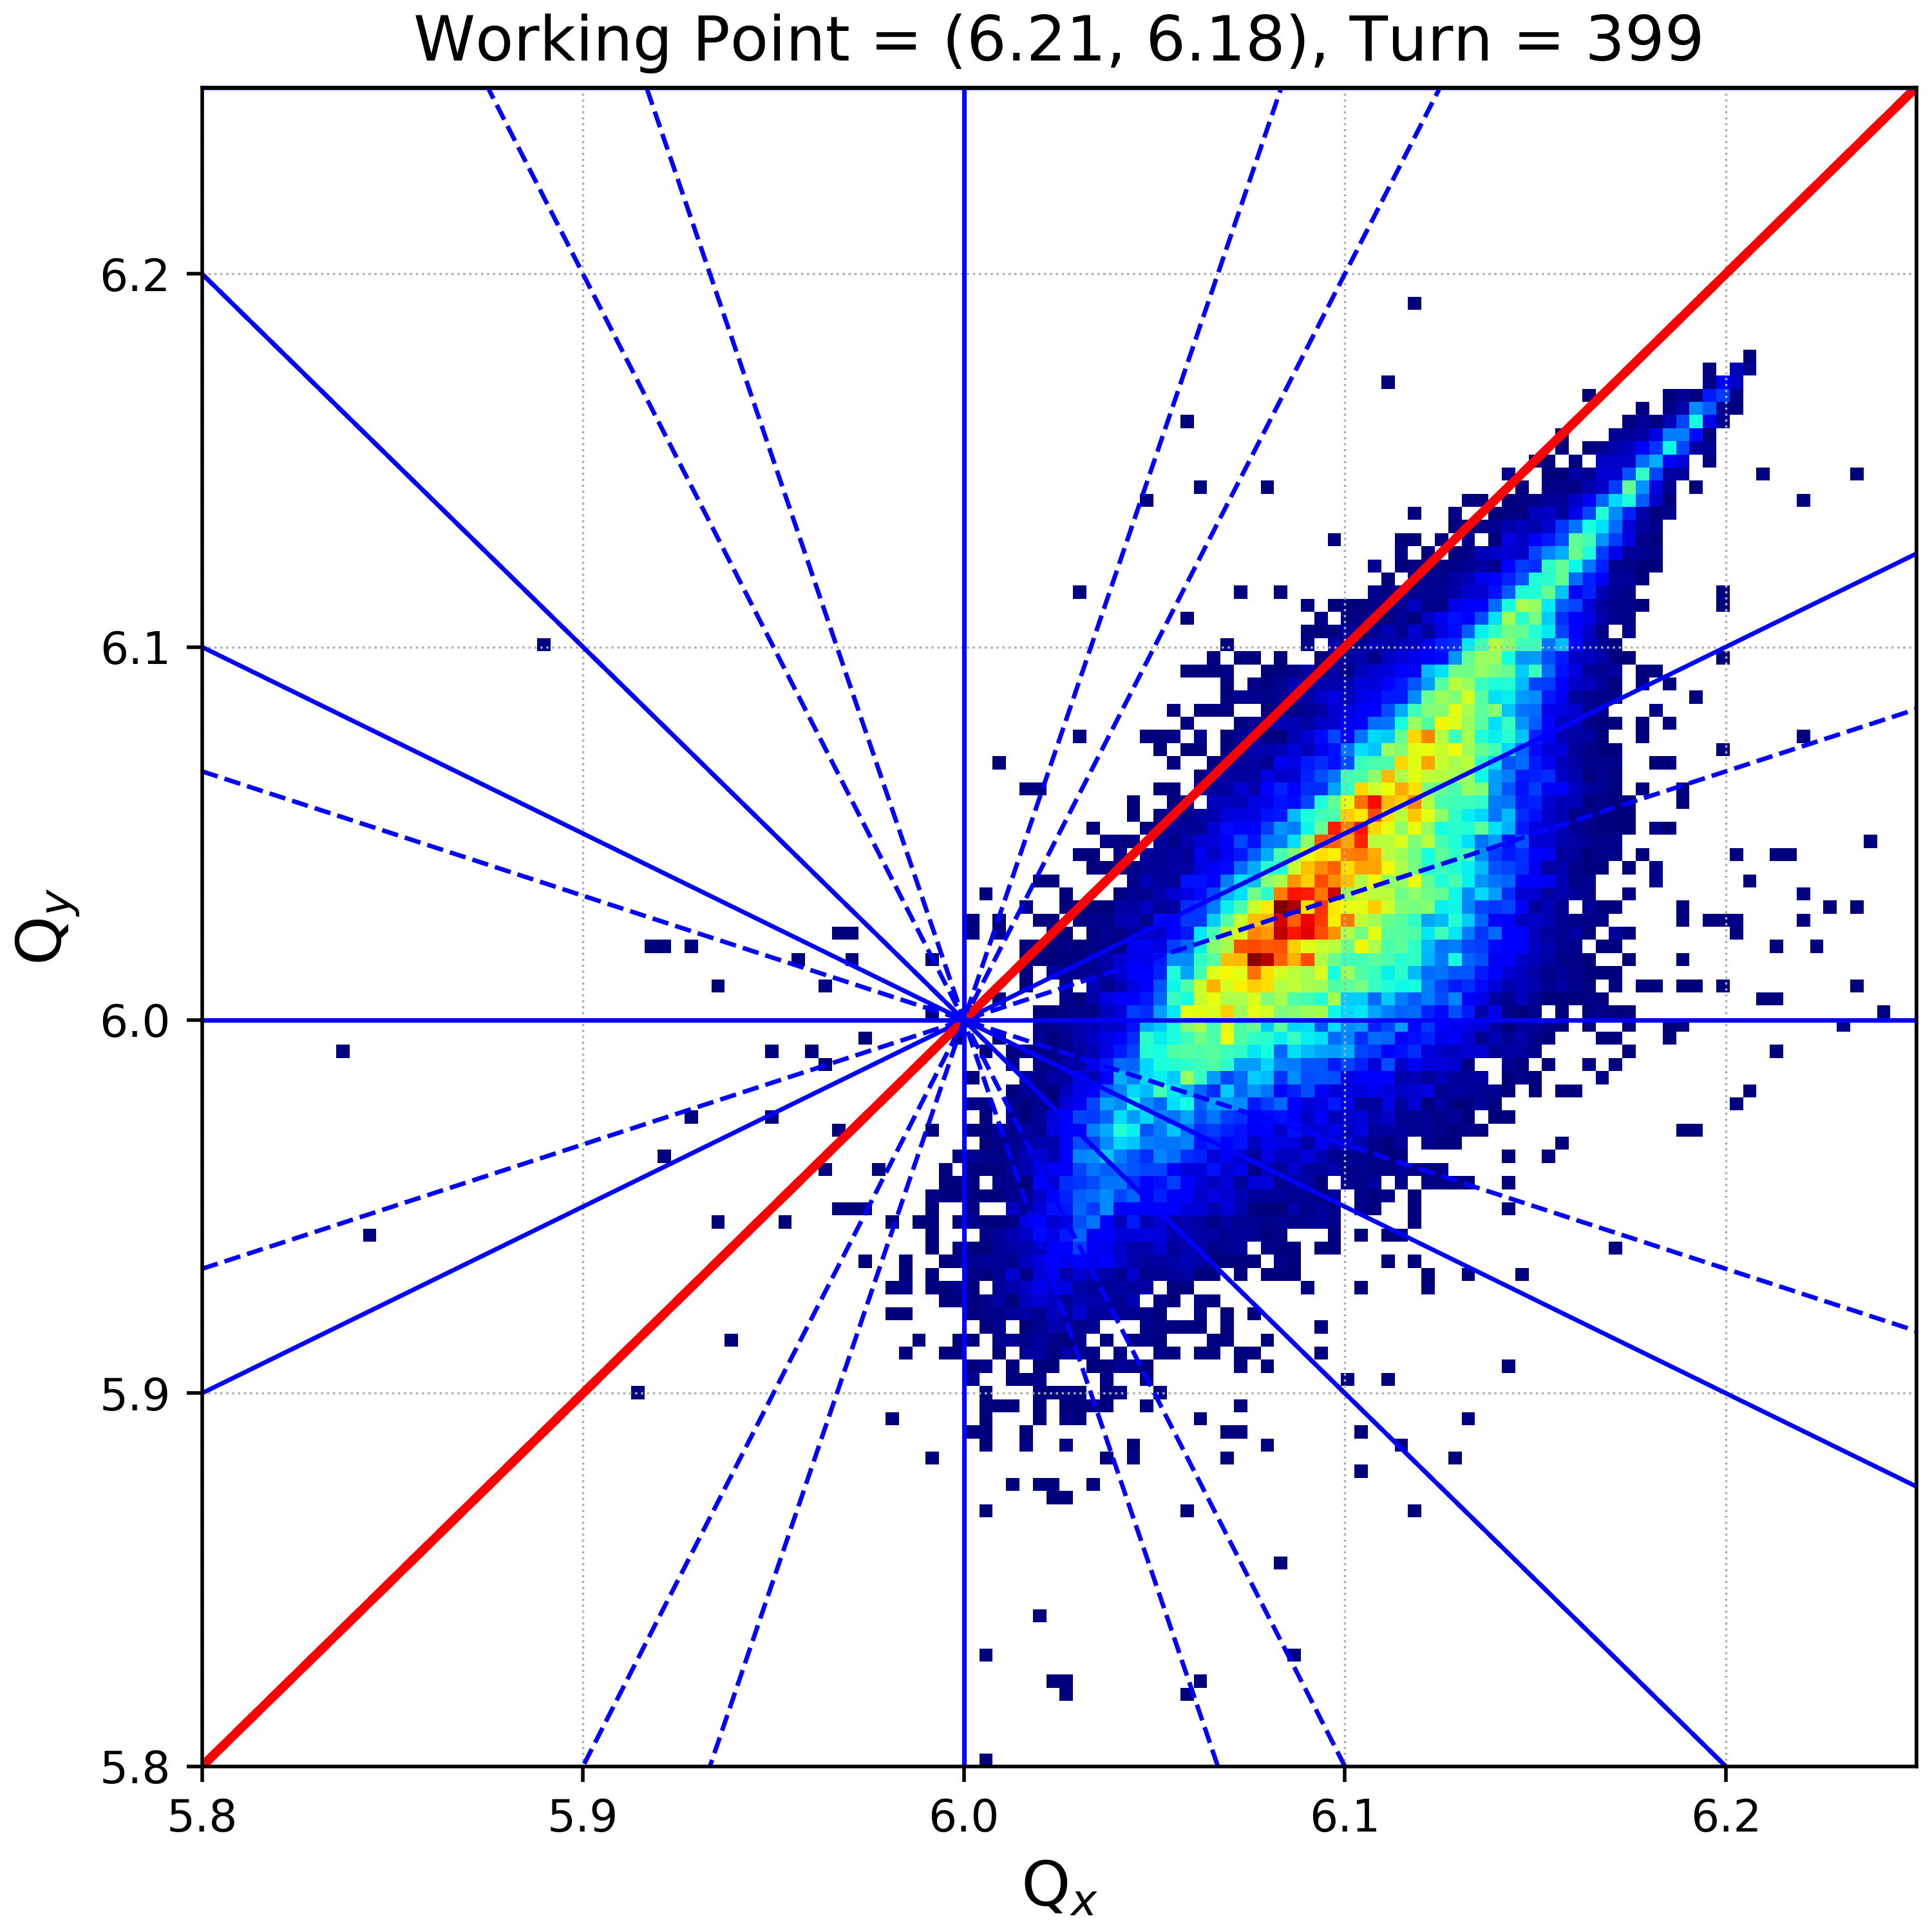 Working Point = (6.21, 6.18), Turn = 399
6.2
6.1
6.0
5.9
5.8
Qy
5.8 5.9 6.0 6.1 6.2
Qx